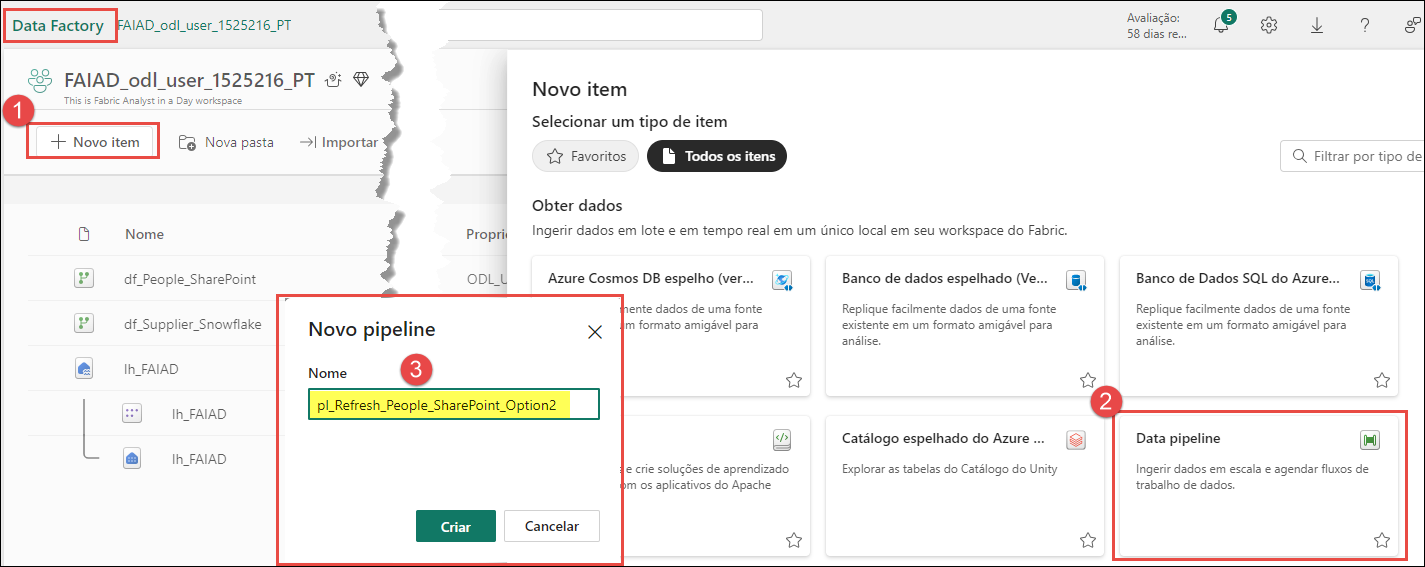 Data Factory
FAIAD_odl_user_1525216_PT
Avaliação:
58 dias re...
5
FAIAD_odl_user_1525216_PT
This is Fabric Analyst in a Day workspace
1
Novo item
Nova pasta
Importar
Nome
Propri
df_People_SharePoint
ODL_U
df_Supplier_Snowflake
lh_FAIAD
lh_FAIAD
lh_FAIAD
Novo pipeline
Nome
3
pl_Refresh_People_SharePoint_Option2
Criar
Cancelar
Novo item
Selecionar um tipo de item
Favoritos
Todos os itens
Filtrar por tipo de
Obter dados
Ingerir dados em lote e em tempo real em um único local em seu workspace do Fabric.
Azure Cosmos DB espelho (ver...
Replique facilmente dados de uma fonte
e em um formato amigável para
Banco de dados espelhado (Ve...
Replique facilmente dados de uma fonte
existente em um formato amigável para
análise.
Banco de Dados SQL do Azure...
Replique facilmente dados de uma fonte
existente em um formato amigável para
análise.
e crie soluções de aprendizado
om os aplicativos do Apache
Catálogo espelhado do Azure ...
Explorar as tabelas do Catálogo do Unity
2
Data pipeline
Ingerir dados em escala e agendar fluxos de
trabalho de dados.